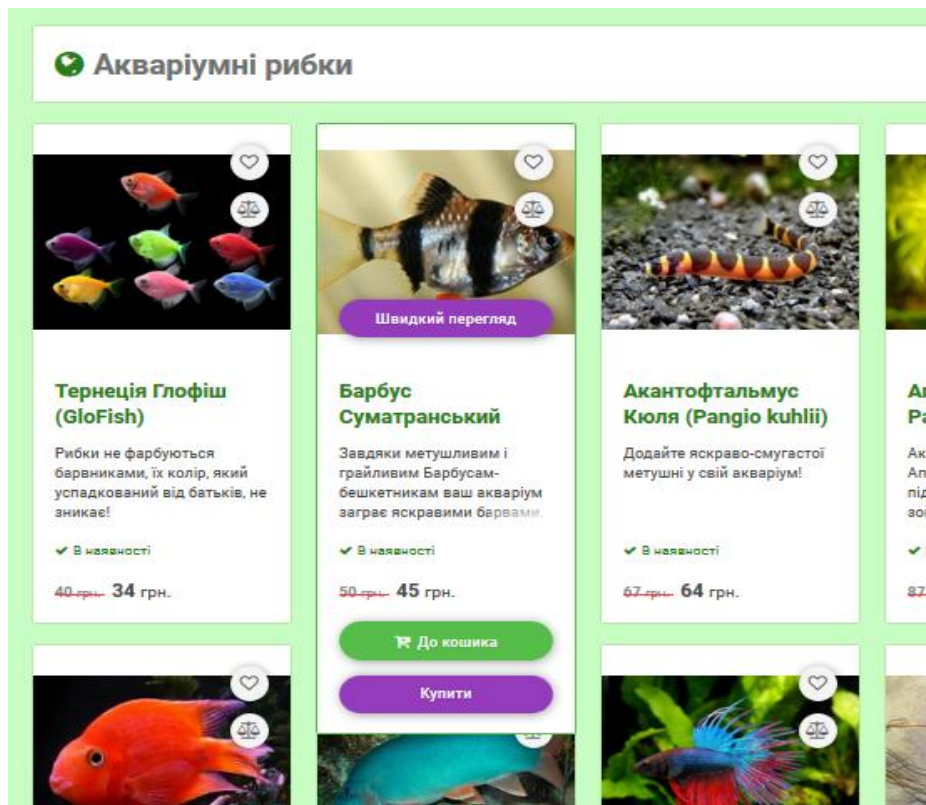 Акваріумні рибки
Тернеція Глофіш
(GloFish)
Рибки не фарбуються
барвниками, їх колір, який
успадкований від батьків, не
зникає!
В наявності
40 грн. 34 грн.
Швидкий перегляд
Барбус
Суматранський
Завдяки метушливим і
грайливим Барбусам-
бешкетникам ваш акваріум
заграє яскравими барвами.
В наявності
50 грн. 45 грн.
До кошика
Купити
Акантофтальмус
Кюля (Pangio kuhlii)
Додайте яскраво-смугастої
метушні у свій акваріум!
В наявності
67 грн. 64 грн.
87